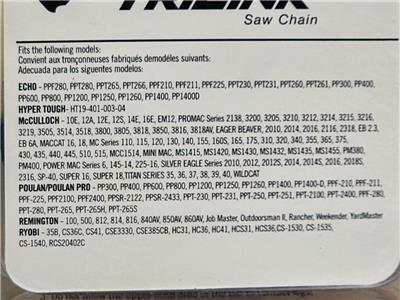 TRILINK
Saw Chain
Fits the following models:
Convient aux tronçonneuses fabriqués demodéles suivants:
Adecuada para los siguientes modelos:
ECHO - PPF280, PPT280, PPT265, PPT266, PPF210, PPF211, PPF225, PPT230, PPT231, PPT260, PPT261, PP300, PP400,
PP600, PP800, PP1200, PP1250, PP1260, PP1400, PP1400D
HYPER TOUGH- HT19-401-003-04
McCULLOCH - 10E, 12A, 12E, 12S, 14E, 16E, EM12, PROMAC Series 2138, 3200, 3205, 3210, 3212, 3214, 3215, 3216,
3219, 3505, 3514, 3518, 3800, 3805, 3818, 3850, 3816, 3818AV, EAGER BEAVER, 2010, 2014, 2016, 2116, 2318, EB 2.3,
EB 6A, MACCAT 16, 18, MC Series 110, 115, 120, 130, 140, 155, 160S, 165, 175, 310, 320, 340, 355, 365, 375,
430, 435, 440, 445, 510, 515, MCC1514, MINI MAC, MS1415, MS1420, MS1430, MS1432, MS1435, MS1455, PM380,
PM400, POWER MAC Series 6, 145-14, 225-16, SILVER EAGLE Series 2010, 2012, 2012S, 2014, 2014S, 2016, 2018S,
2316, SP-40, SUPER 16, SUPER 18,TITAN SERIES 35, 36, 37, 38, 39, 40, WILDCAT
POULAN/POULAN PRO - PP300, PP400, PP600, PP800, PP1200, PP1250, PP1260, PP1400, PP1400-D, PPF-210, PPF-211,
PPF-225, PPF2100, PPF2400, PPSR-2122, PPSR-2433, PPT-230, PPT-231, PPT-250, PPT-251, PPT-2100, PPT-2400, PPF-280,
PPT-280, PPT-265, PPT-265H, PPT-265S
REMINGTON - 100, 500, 812, 814, 816, 840AV, 850AV, 860AV, Job Master, Outdoorsman II, Rancher, Weekender, YardMaster
RYOBI - 35B, CS36C, CS41, CSE3330, CSE385CB, HC31, HC36, HC41, HCS31, HCS36,CS-1530, CS-1535,
CS-1540, RCS20402C